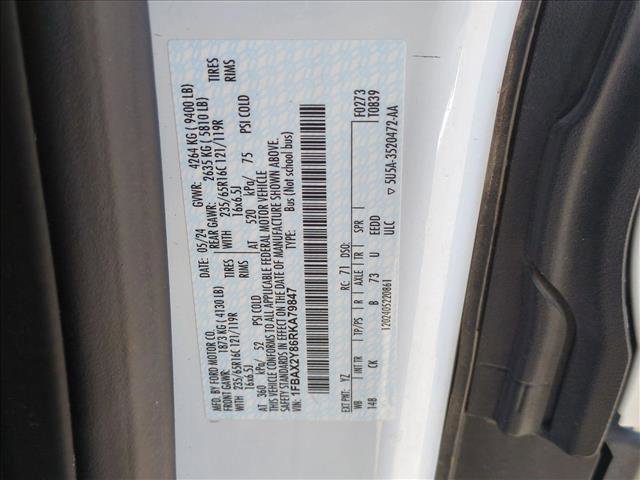 MFD. BY FORD MOTOR CO. DATE: 05/24 GVWR: 4264 KG ( 9400 LB)
FRONT GAWR: 1873 KG ( 4130 LB) REAR GAWR: 2635 KG ( 5810 LB)
235/65R16C 121/119R TIRES WITH 235/65R16C 121/119R TIRES
16x6.5J RIMS 16x6.5J RIMS
AT 360 kPa/ 52 PSI COLD AT 520 kPa/ 75 PSI COLD
THIS VEHICLE CONFORMS TO ALL APPLICABLE FEDERAL MOTOR VEHICLE
SAFETY STANDARDS IN EFFECT ON THE DATE OF MANUFACTURE SHOWN ABOVE.
VIN: 1FBAX2Y86RKA79847 TYPE: Bus (Not school bus)
EXT PNT: YZ RC: 71 DSO: F0273
WB INT TR TP/PS R AXLE TR SPR T0839
148 CK B 73 U EEDD
1202405220861 ULC ▽ 5U5A-3520472-AA